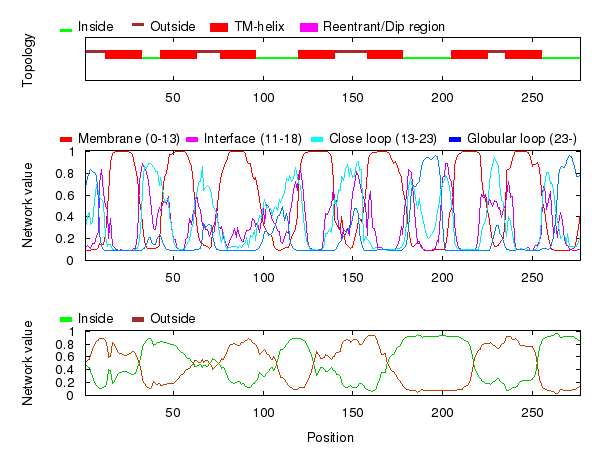 Inside Outside TM-helix Reentrant/Dip region
Topology
50 100 150 200 250
Membrane (0-13) Interface (11-18) Close loop (13-23) Globular loop (23-)
Network value
1
0.8
0.6
0.4
0.2
0
50 100 150 200 250
Inside Outside
Network value
1
0.8
0.6
0.4
0.2
0
50 100 150 200 250
Position